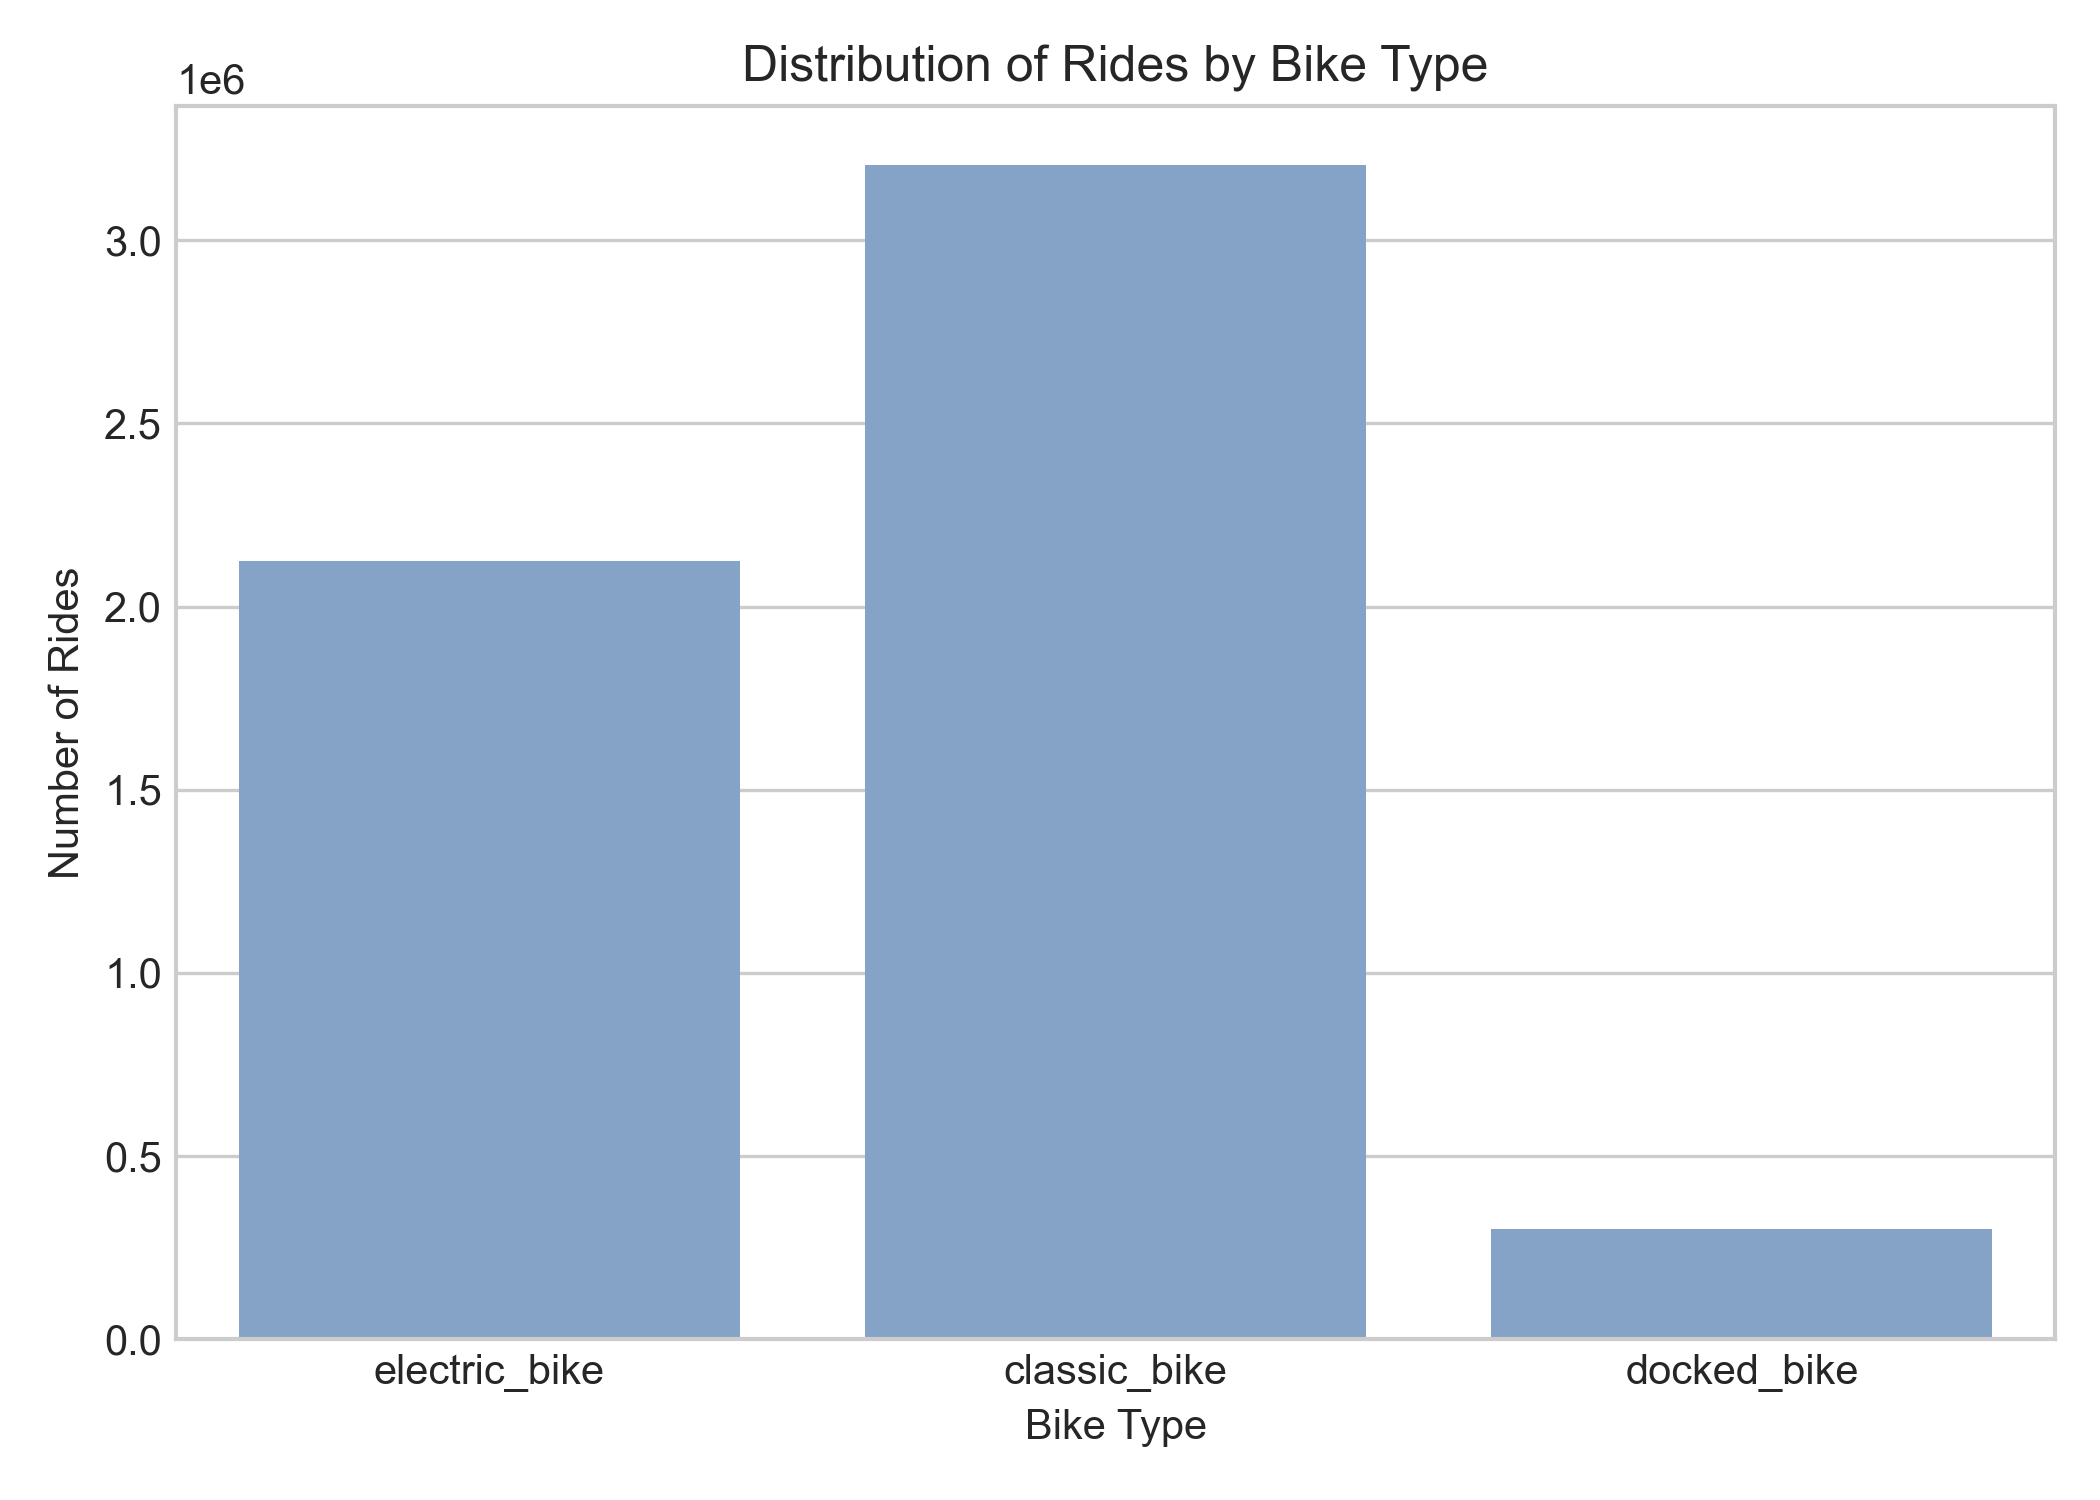 Distribution of Rides by Bike Type
1e6
3.0
2.5
2.0
1.5
1.0
0.5
0.0
Number of Rides
electric_bike classic_bike docked_bike
Bike Type